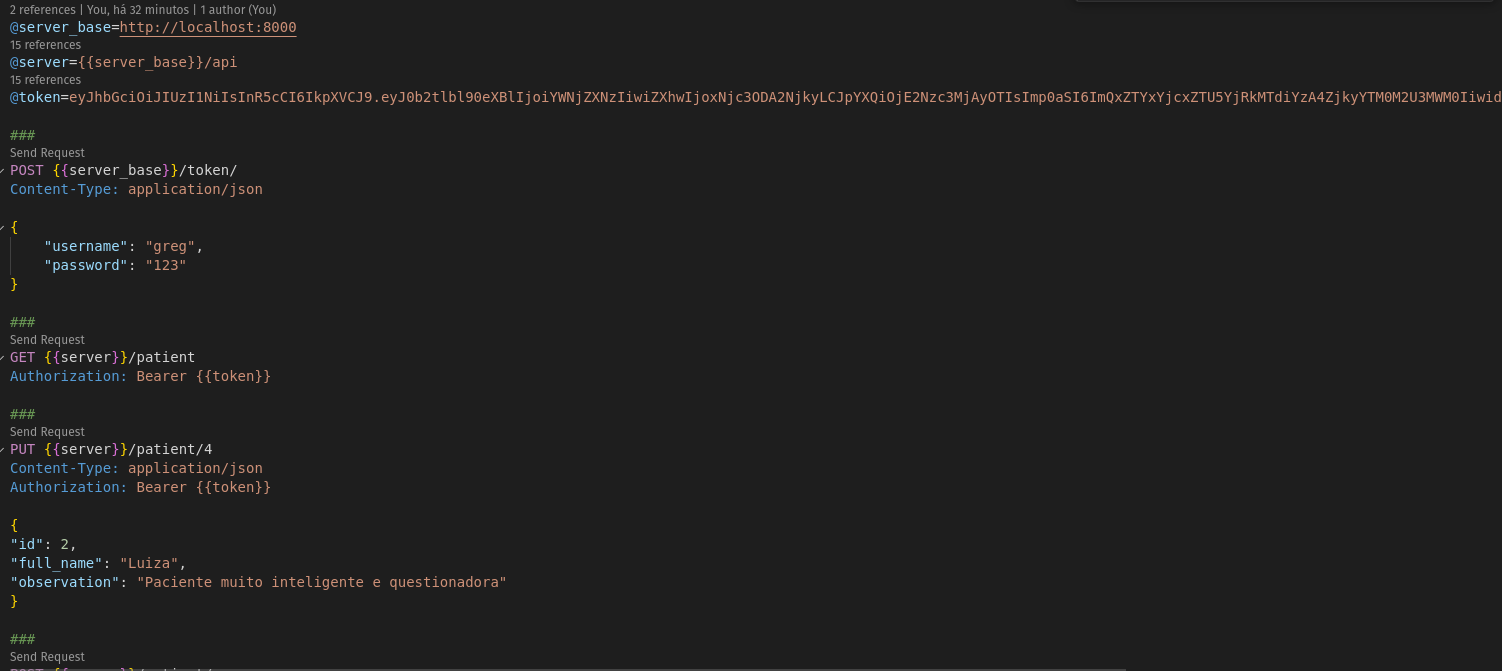 2 references | You, há 32 minutos | 1 author (You)
@server_base=http://localhost:8000
15 references
@server={{server_base}}/api
15 references
@token=eyJhbGciOiJIUzI1NiIsInR5cCI6IkpXVCJ9.eyJ0b2tlbl90eXBlIjoiYWNjZXNzIiwiZXhwIjoxNjc3ODA2NjkyLCJpYXQiOjE2Nzc3MjAyOTIsImp0aSI6ImQxZTYxYjcxZTU5YjRkMTdiYzA4ZjkyYTM0M2U3MWM0Iiwid
###
Send Request
POST {{server_base}}/token/
Content-Type: application/json
{
"username": "greg",
"password": "123"
}
###
Send Request
GET {{server}}/patient
Authorization: Bearer {{token}}
###
Send Request
PUT {{server}}/patient/4
Content-Type: application/json
Authorization: Bearer {{token}}
{
"id": 2,
"full_name": "Luiza",
"observation": "Paciente muito inteligente e questionadora"
}
###
Send Request